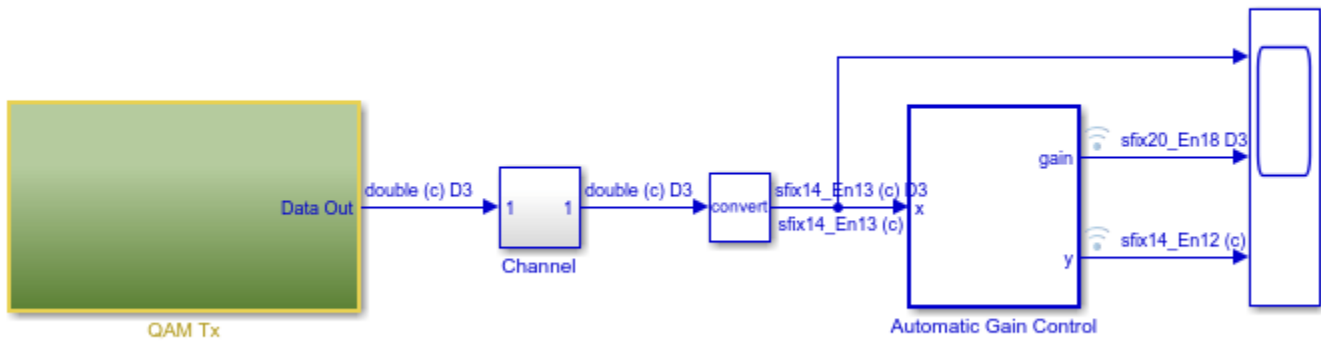 Data Out
QAM Tx
double (c) D3
1 1
Channel
double (c) D3
convert
sfix14_En13 (c) D3
sfix14_En13 (c)
x
gain
y
Automatic Gain Control
sfix20_En18 D3
sfix14_En12 (c)